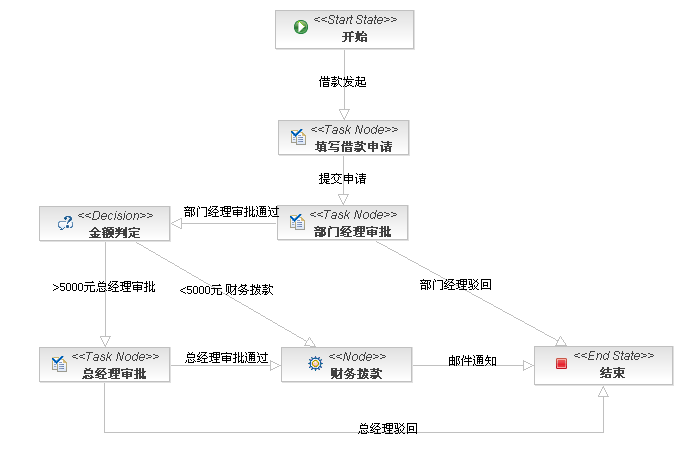 <<Start State>>
开始
借款发起
<<Task Node>>
填写借款申请
提交申请
<<Decision>>
金额判定
部门经理审批通过
<<Task Node>>
部门经理审批
>5000元总经理审批
<5000元 财务拨款
部门经理驳回
<<Task Node>>
总经理审批
总经理审批通过
<<Node>>
财务拨款
邮件通知
<<End State>>
结束
总经理驳回